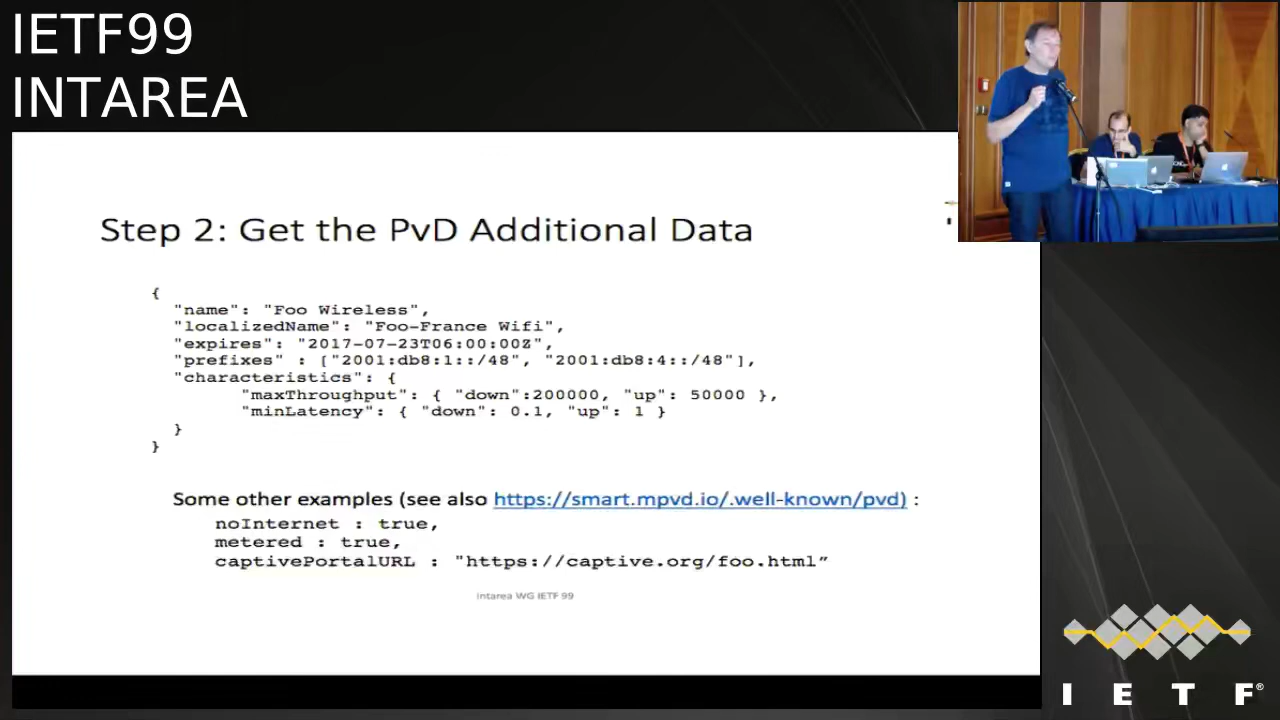 IETF99
INTAREA
Step 2: Get the PvD Additional Data
{
"name": "Foo Wireless",
"localizedName": "Foo-France Wifi",
"expires": "2017-07-23T06:00:00Z",
"prefixes" : ["2001:db8:1::/48", "2001:db8:4::/48"],
"characteristics": {
"maxThroughput": { "down":200000, "up": 50000 },
"minLatency": { "down": 0.1, "up": 1 }
}
}
Some other examples (see also https://smart.mpvd.io/.well-known/pvd) :
noInternet : true,
metered : true,
captivePortalURL : "https://captive.org/foo.html”
Intarea WG IETF 99
I E T F®